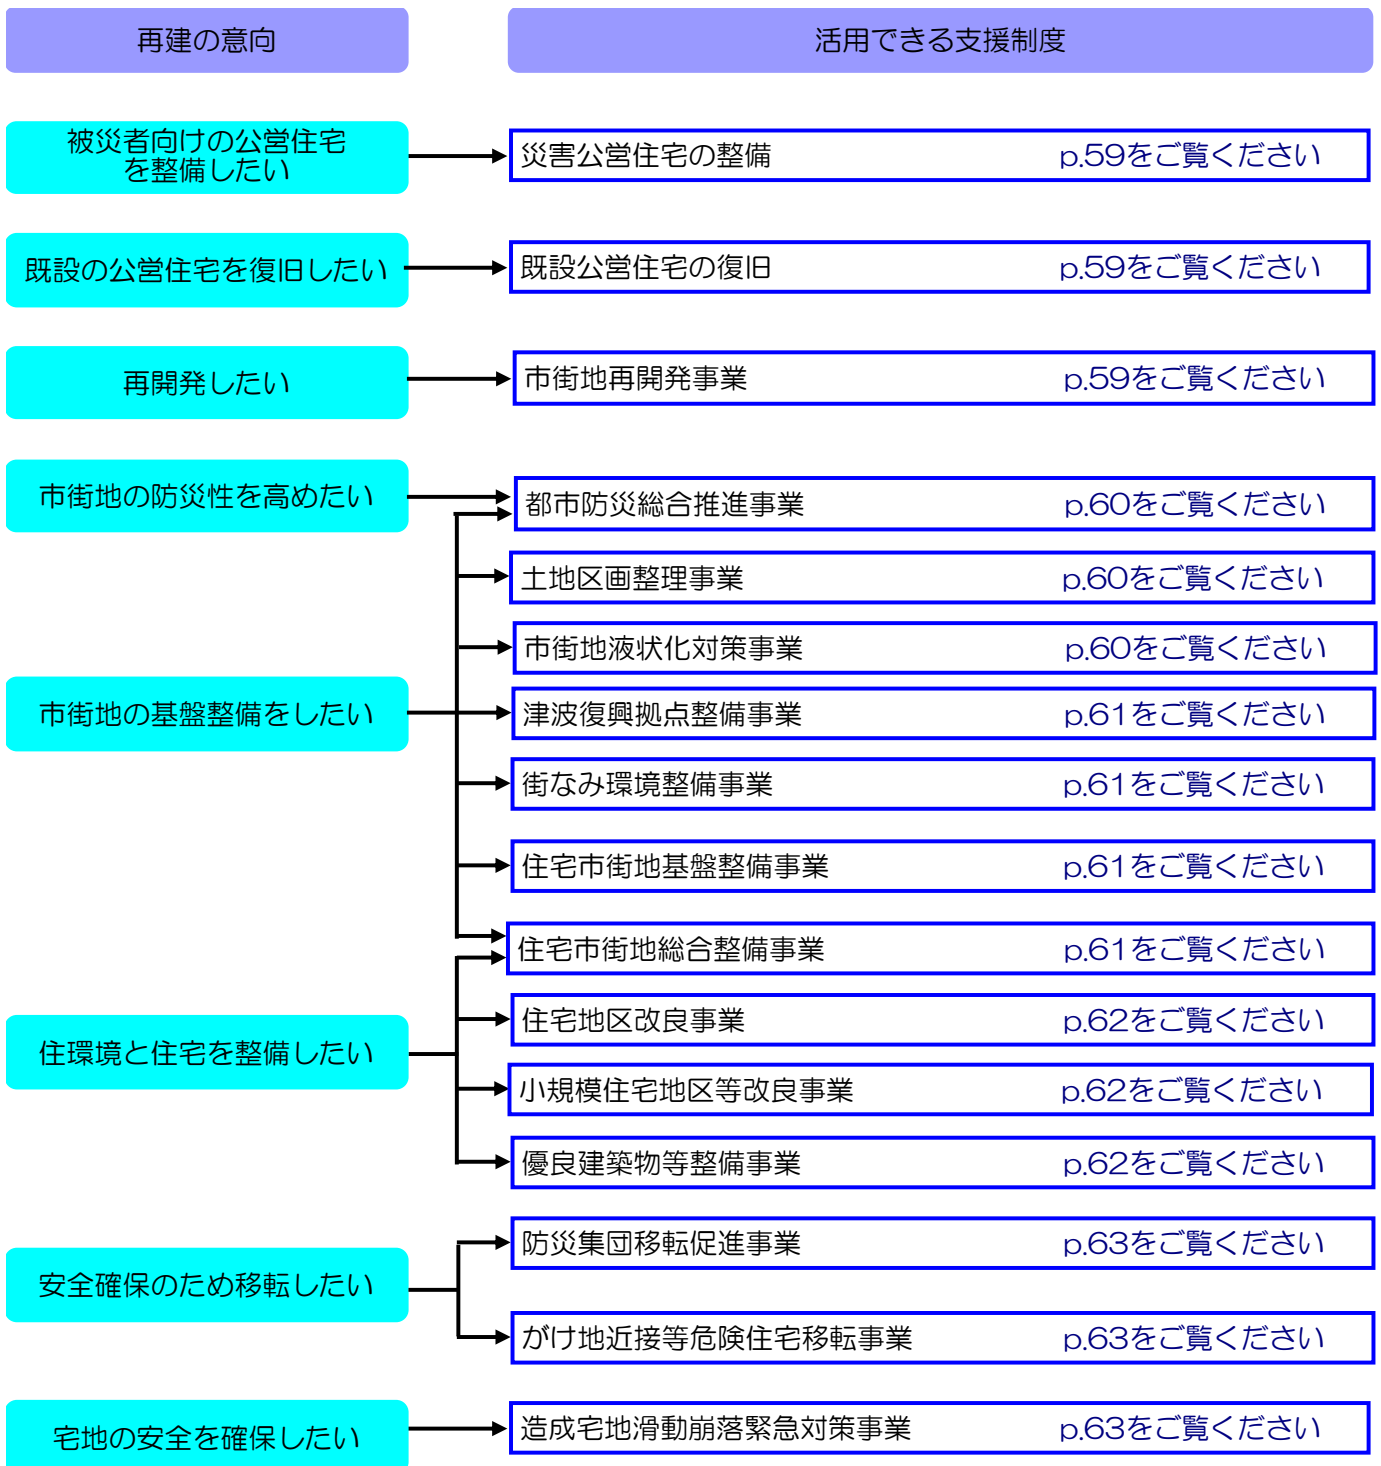 再建の意向
活用できる支援制度
被災者向けの公営住宅
を整備したい
災害公営住宅の整備 p.59をご覧ください
既設の公営住宅を復旧したい
既設公営住宅の復旧 p.59をご覧ください
再開発したい
市街地再開発事業 p.59をご覧ください
市街地の防災性を高めたい
都市防災総合推進事業 p.60をご覧ください
土地区画整理事業 p.60をご覧ください
市街地液状化対策事業 p.60をご覧ください
市街地の基盤整備をしたい
津波復興拠点整備事業 p.61をご覧ください
街なみ環境整備事業 p.61をご覧ください
住宅市街地基盤整備事業 p.61をご覧ください
住宅市街地総合整備事業 p.61をご覧ください
住宅地区改良事業 p.62をご覧ください
住環境と住宅を整備したい
小規模住宅地区等改良事業 p.62をご覧ください
優良建築物等整備事業 p.62をご覧ください
防災集団移転促進事業 p.63をご覧ください
安全確保のため移転したい
がけ地近接等危険住宅移転事業 p.63をご覧ください
宅地の安全を確保したい
造成宅地滑動崩落緊急対策事業 p.63をご覧ください